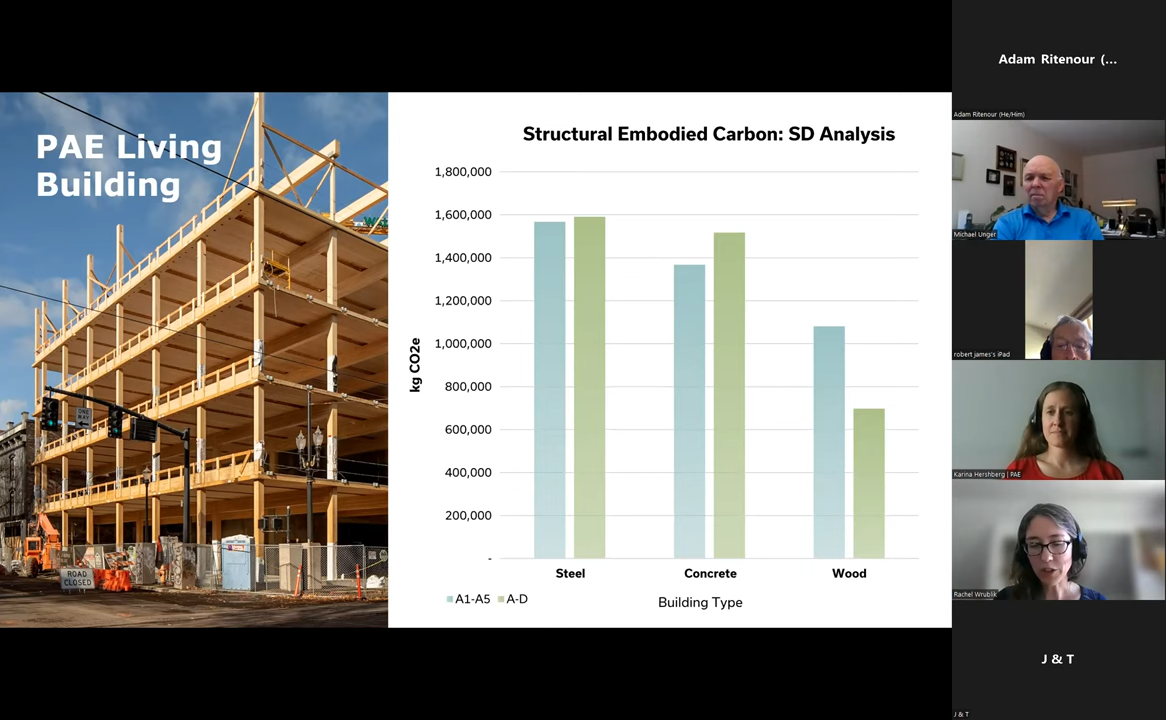 PAE Living
Building
ONE
WAY
ROAD
CLOSED
Structural Embodied Carbon: SD Analysis
1,800,000
1,600,000
1,400,000
1,200,000
1,000,000
800,000
600,000
400,000
200,000
-
kg CO2e
Steel
Concrete
Wood
A1-A5
A-D
Building Type
Adam Ritenour (...
Adam Ritenour (He/Him)
Michael Unger
robert james's iPad
Karina Hershberg | PAE
Rachel Wrublik
J & T
J & T